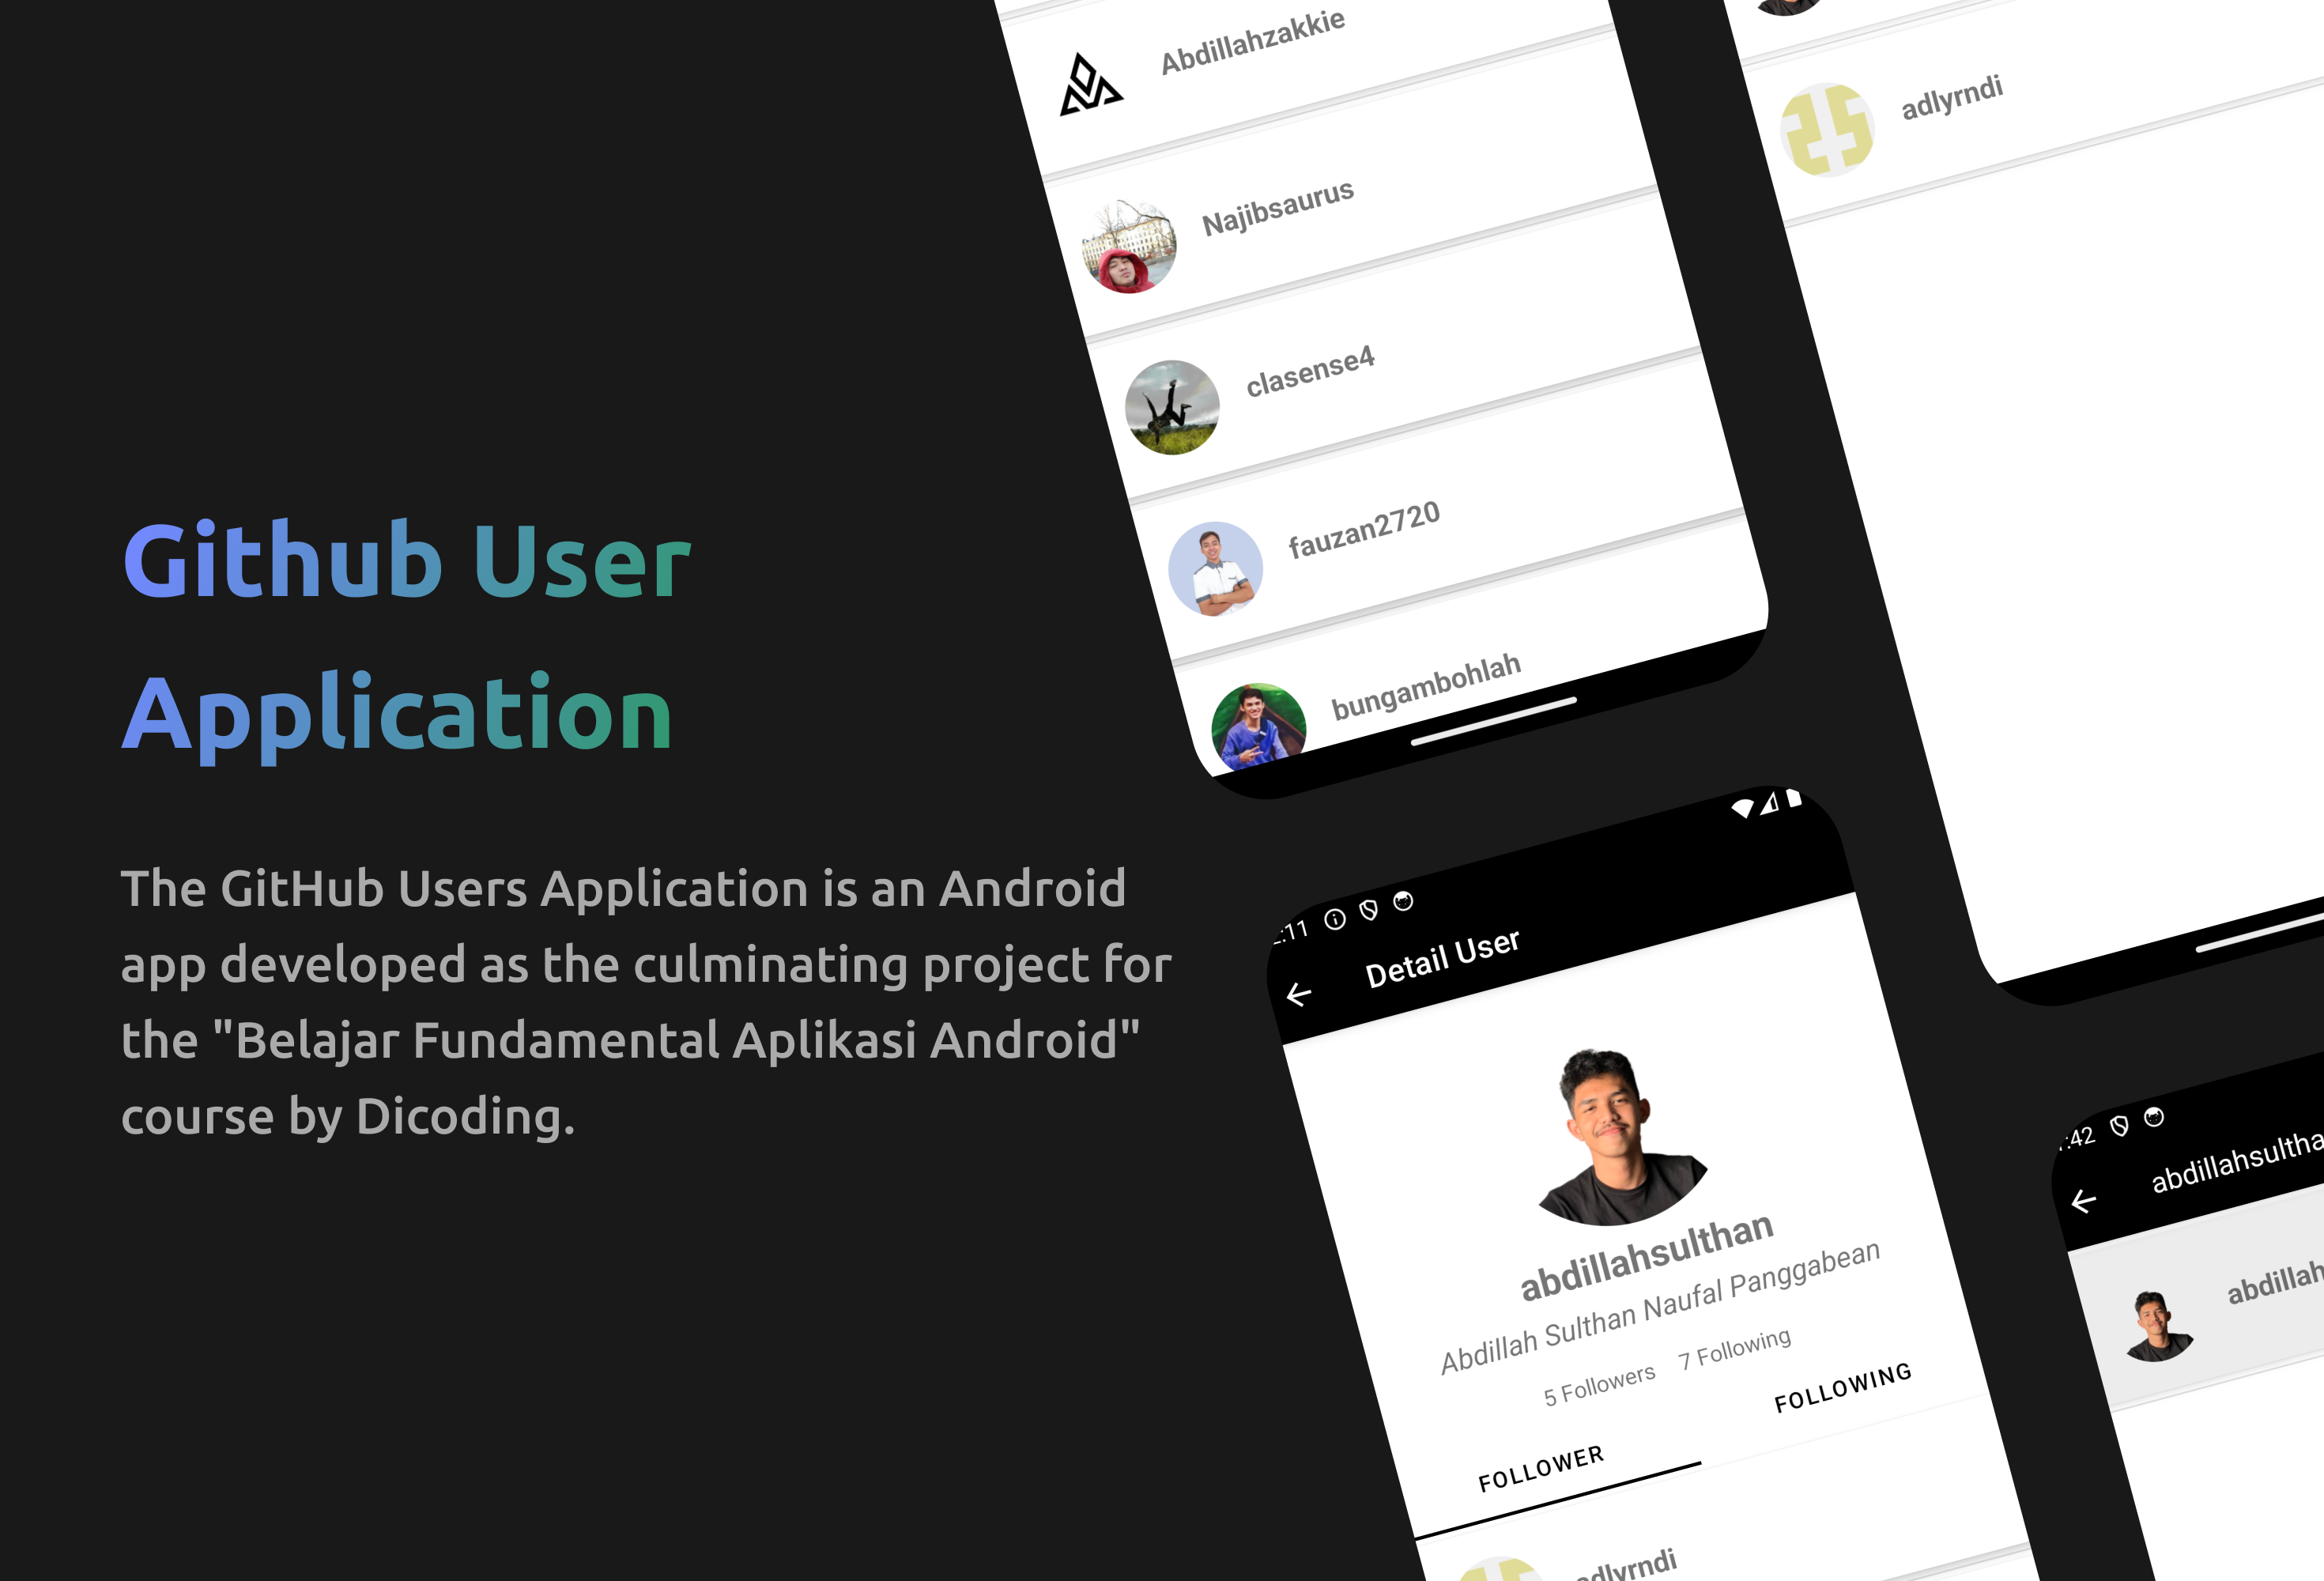 Github User
Application
The GitHub Users Application is an Android
app developed as the culminating project for
the "Belajar Fundamental Aplikasi Android"
course by Dicoding.
Abdillahzakkie
Najibsaurus
clasense4
fauzan2720
bungambohlah
adlyrndi
:11
Detail User
abdillahsulthan
Abdillah Sulthan Naufal Panggabean
5 Followers 7 Following
FOLLOWER FOLLOWING
adlyrndi
:42
abdillahsultha
abdillah